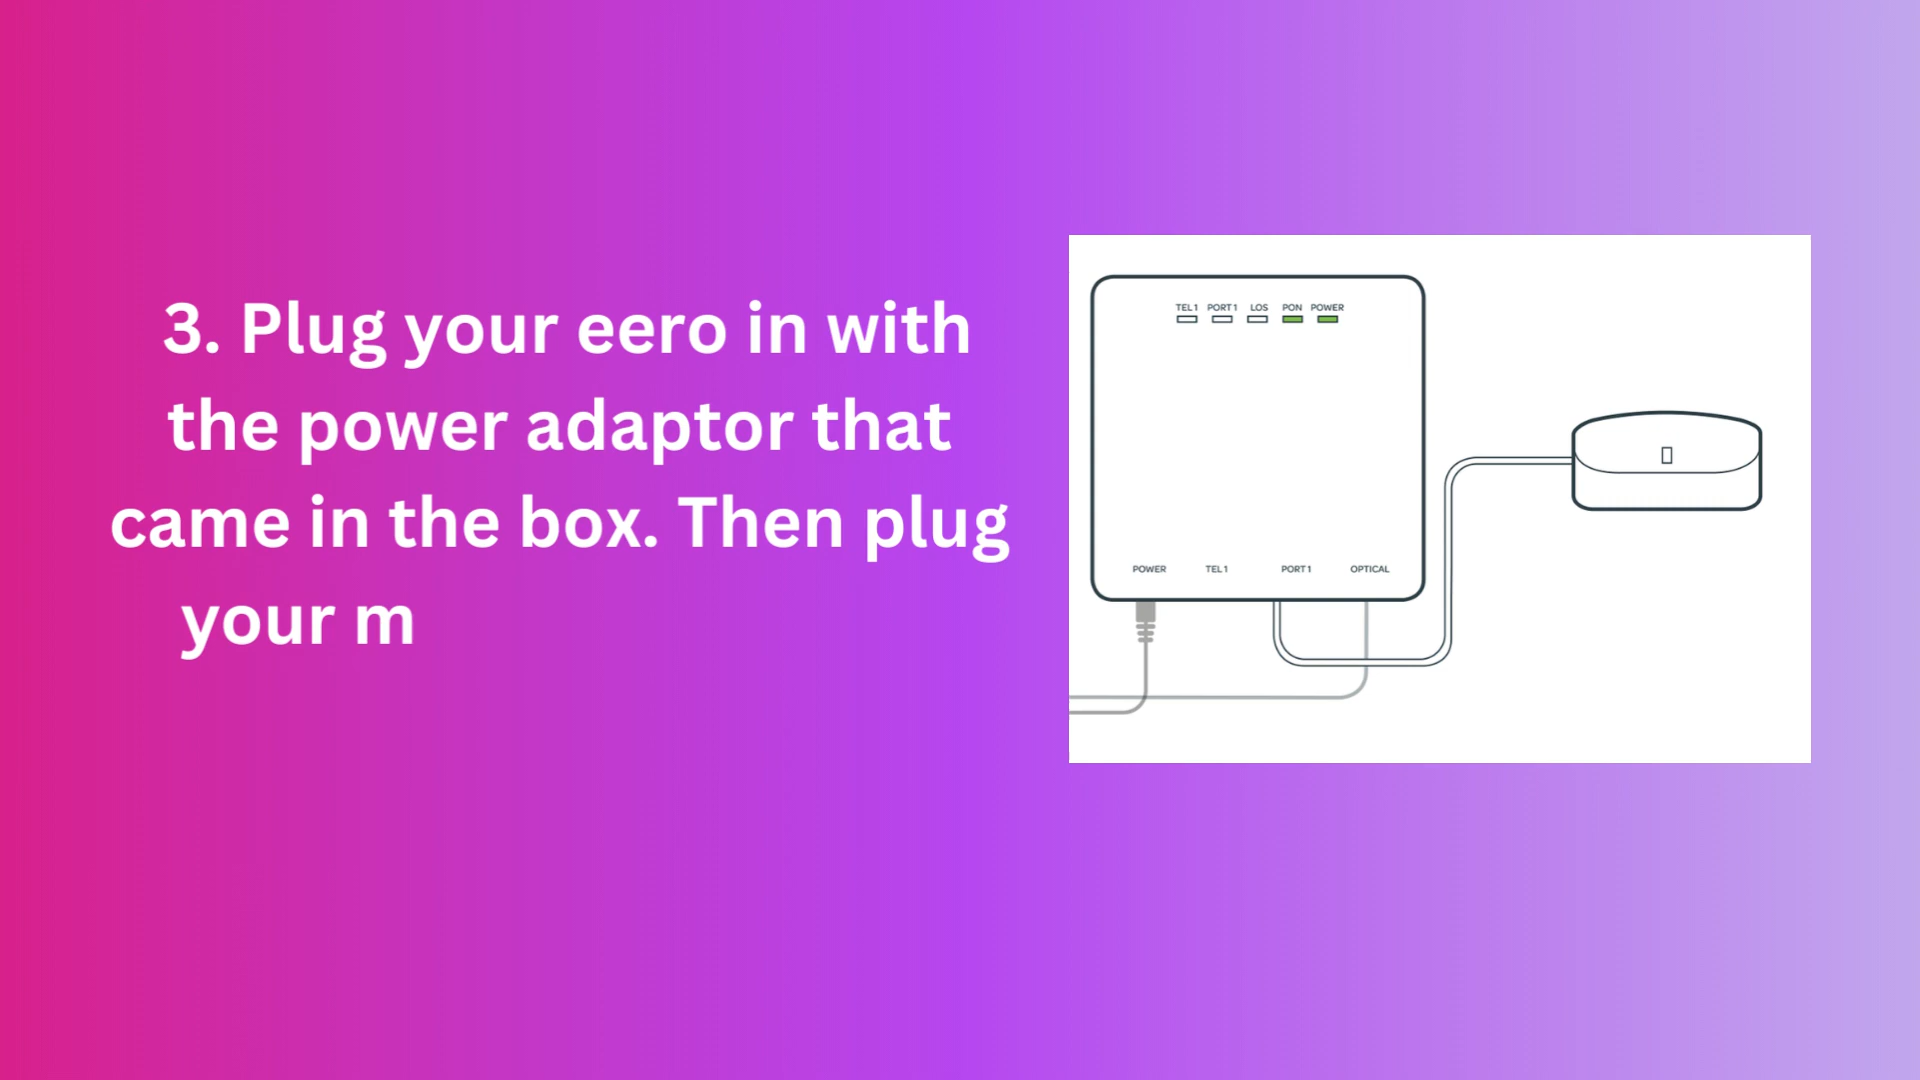 3. Plug your eero in with
the power adaptor that
came in the box. Then plug
your m
TEL 1 PORT 1 LOS PON POWER
POWER TEL 1 PORT 1 OPTICAL